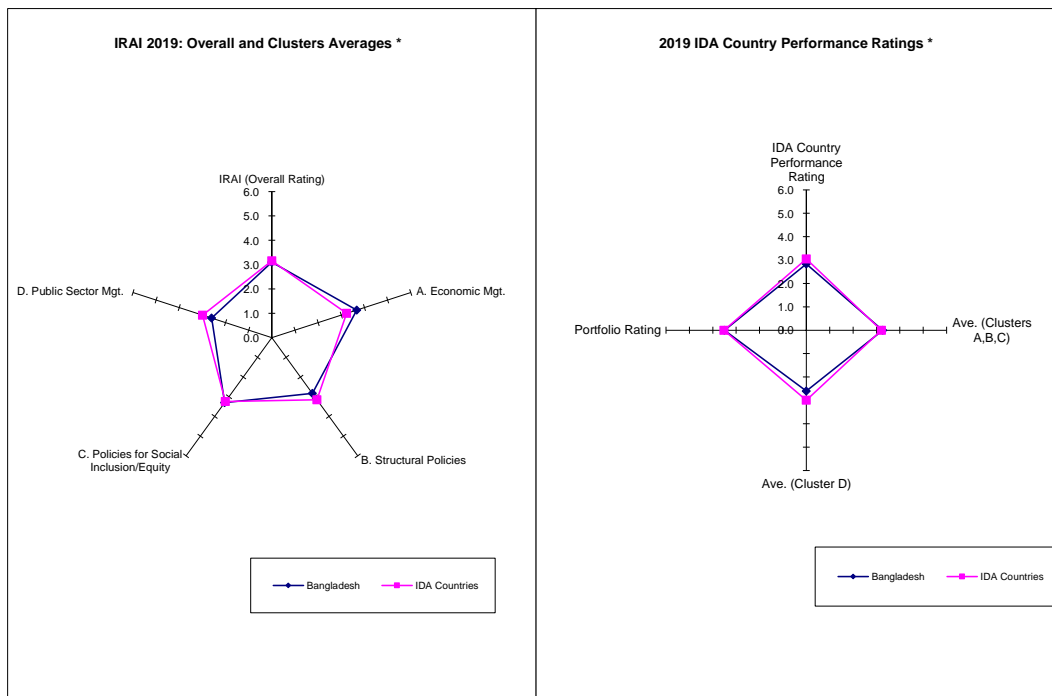 IRAI 2019: Overall and Clusters Averages *
IRAI (Overall Rating)
6.0
5.0
4.0
3.0
2.0
1.0
0.0
A. Economic Mgt.
B. Structural Policies
C. Policies for Social
Inclusion/Equity
D. Public Sector Mgt.
Bangladesh
IDA Countries
2019 IDA Country Performance Ratings *
IDA Country
Performance
Rating
6.0
5.0
4.0
3.0
2.0
1.0
0.0
Ave. (Clusters
A,B,C)
Ave. (Cluster D)
Portfolio Rating
Bangladesh
IDA Countries